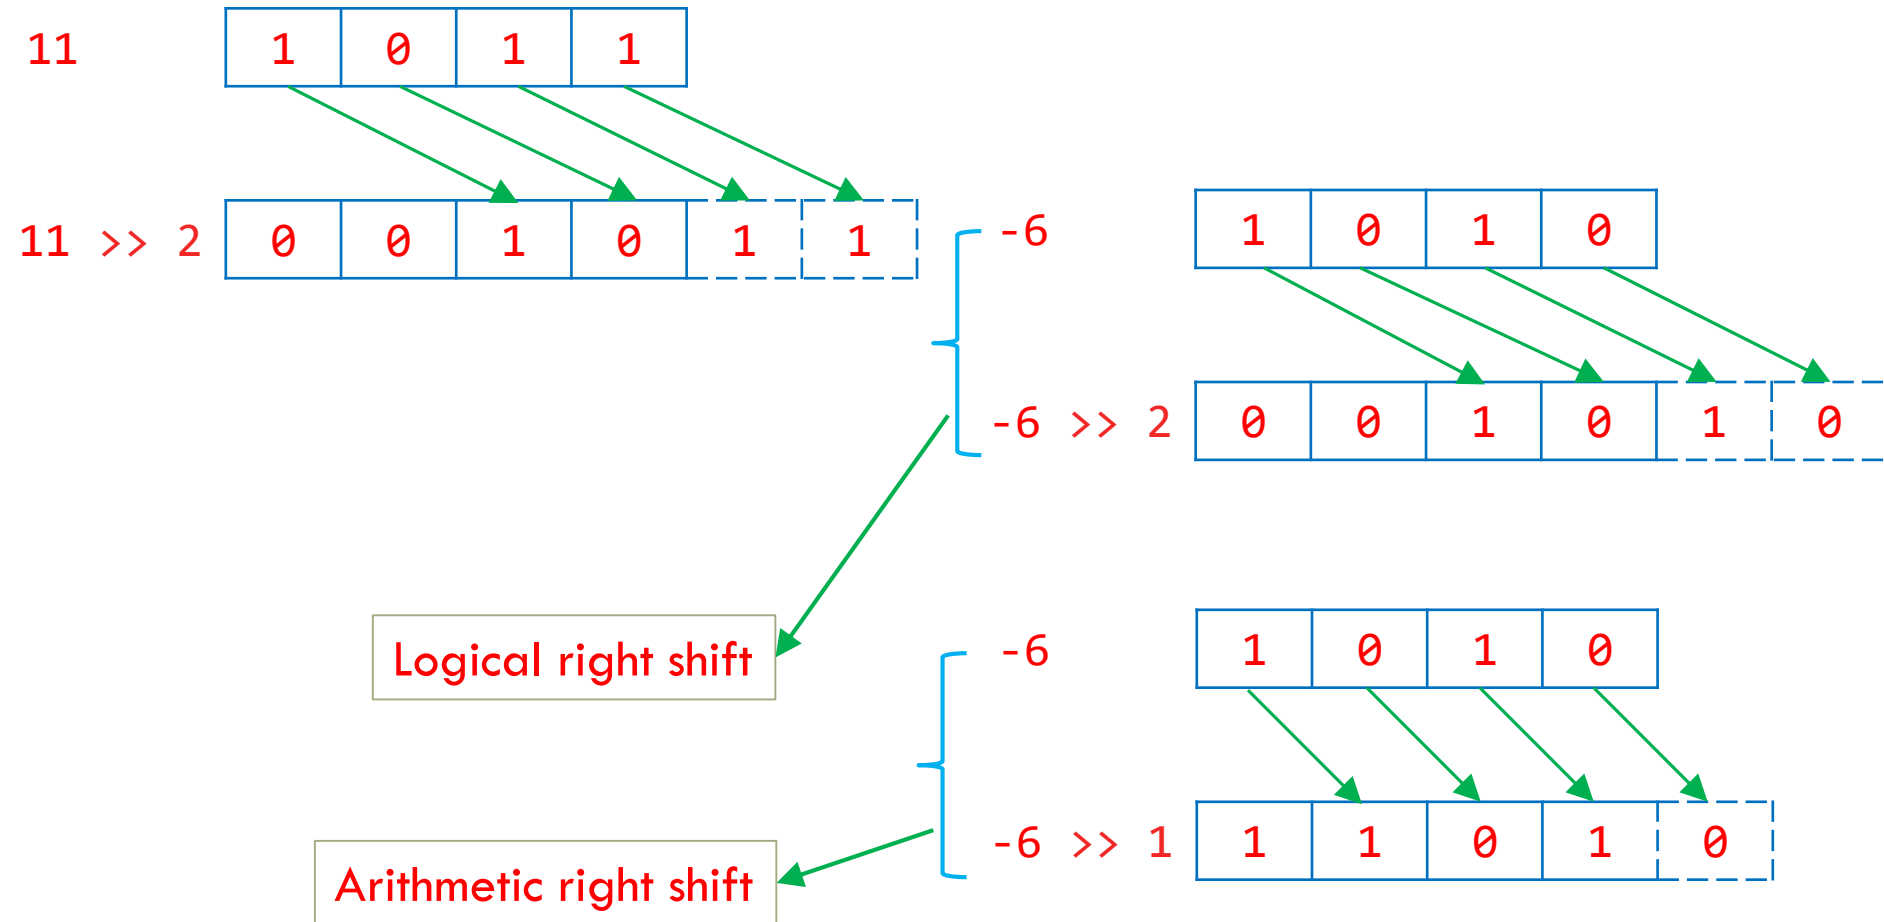 11 1 0 1 1
11 >> 2 0 0 1 0 1 1
-6 1 0 1 0
-6 >> 2 0 0 1 0 1 0
Logical right shift
-6 1 0 1 0
-6 >> 1 1 1 0 1 0
Arithmetic right shift